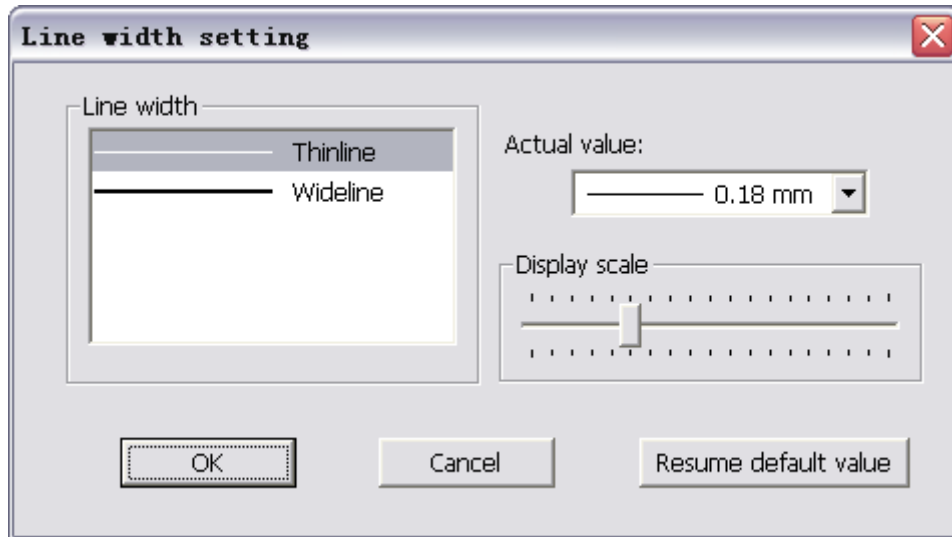 Line width setting
Line width
Thinline
Wideline
Actual value:
0.18 mm
Display scale
OK
Cancel
Resume default value